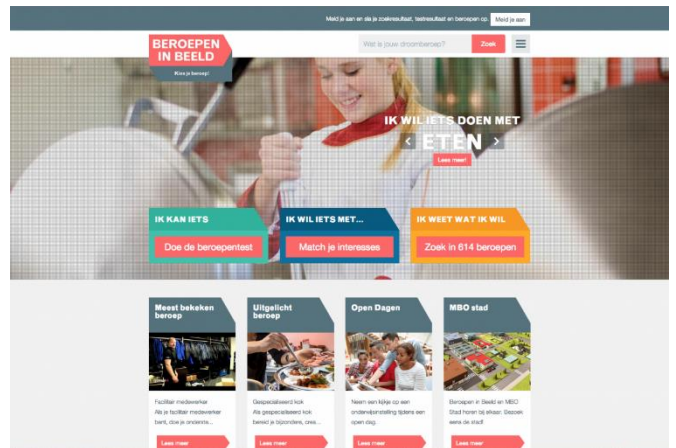 Meld je aan en sla je zoekresultaat, testresultaat en beroepen op.
Meld je aan
BEROEPEN
IN BEELD
Kies je beroep!
Wat is jouw droomberoep?
Zoek
IK WIL IETS DOEN MET
ETEN
Lees meer!
IK KAN IETS
Doe de beroepentest
IK WIL IETS MET...
Match je interesses
IK WEET WAT IK WIL
Zoek in 614 beroepen
Meest bekeken
beroep
Facilitair medewerker
Als je facilitair medewerker
bent, doe je onderste...
Lees meer
Uitgelicht
beroep
Gespecialiseerd kok
Als gespecialiseerd kok
bereid je bijzondere, crea...
Lees meer
Open Dagen
Neem een kijkje op een
onderwijsinstelling tijdens een
open dag.
Lees meer
MBO stad
Beroepen in Beeld en MBO
Stad horen bij elkaar. Bezoek
eens de stad!
Lees meer